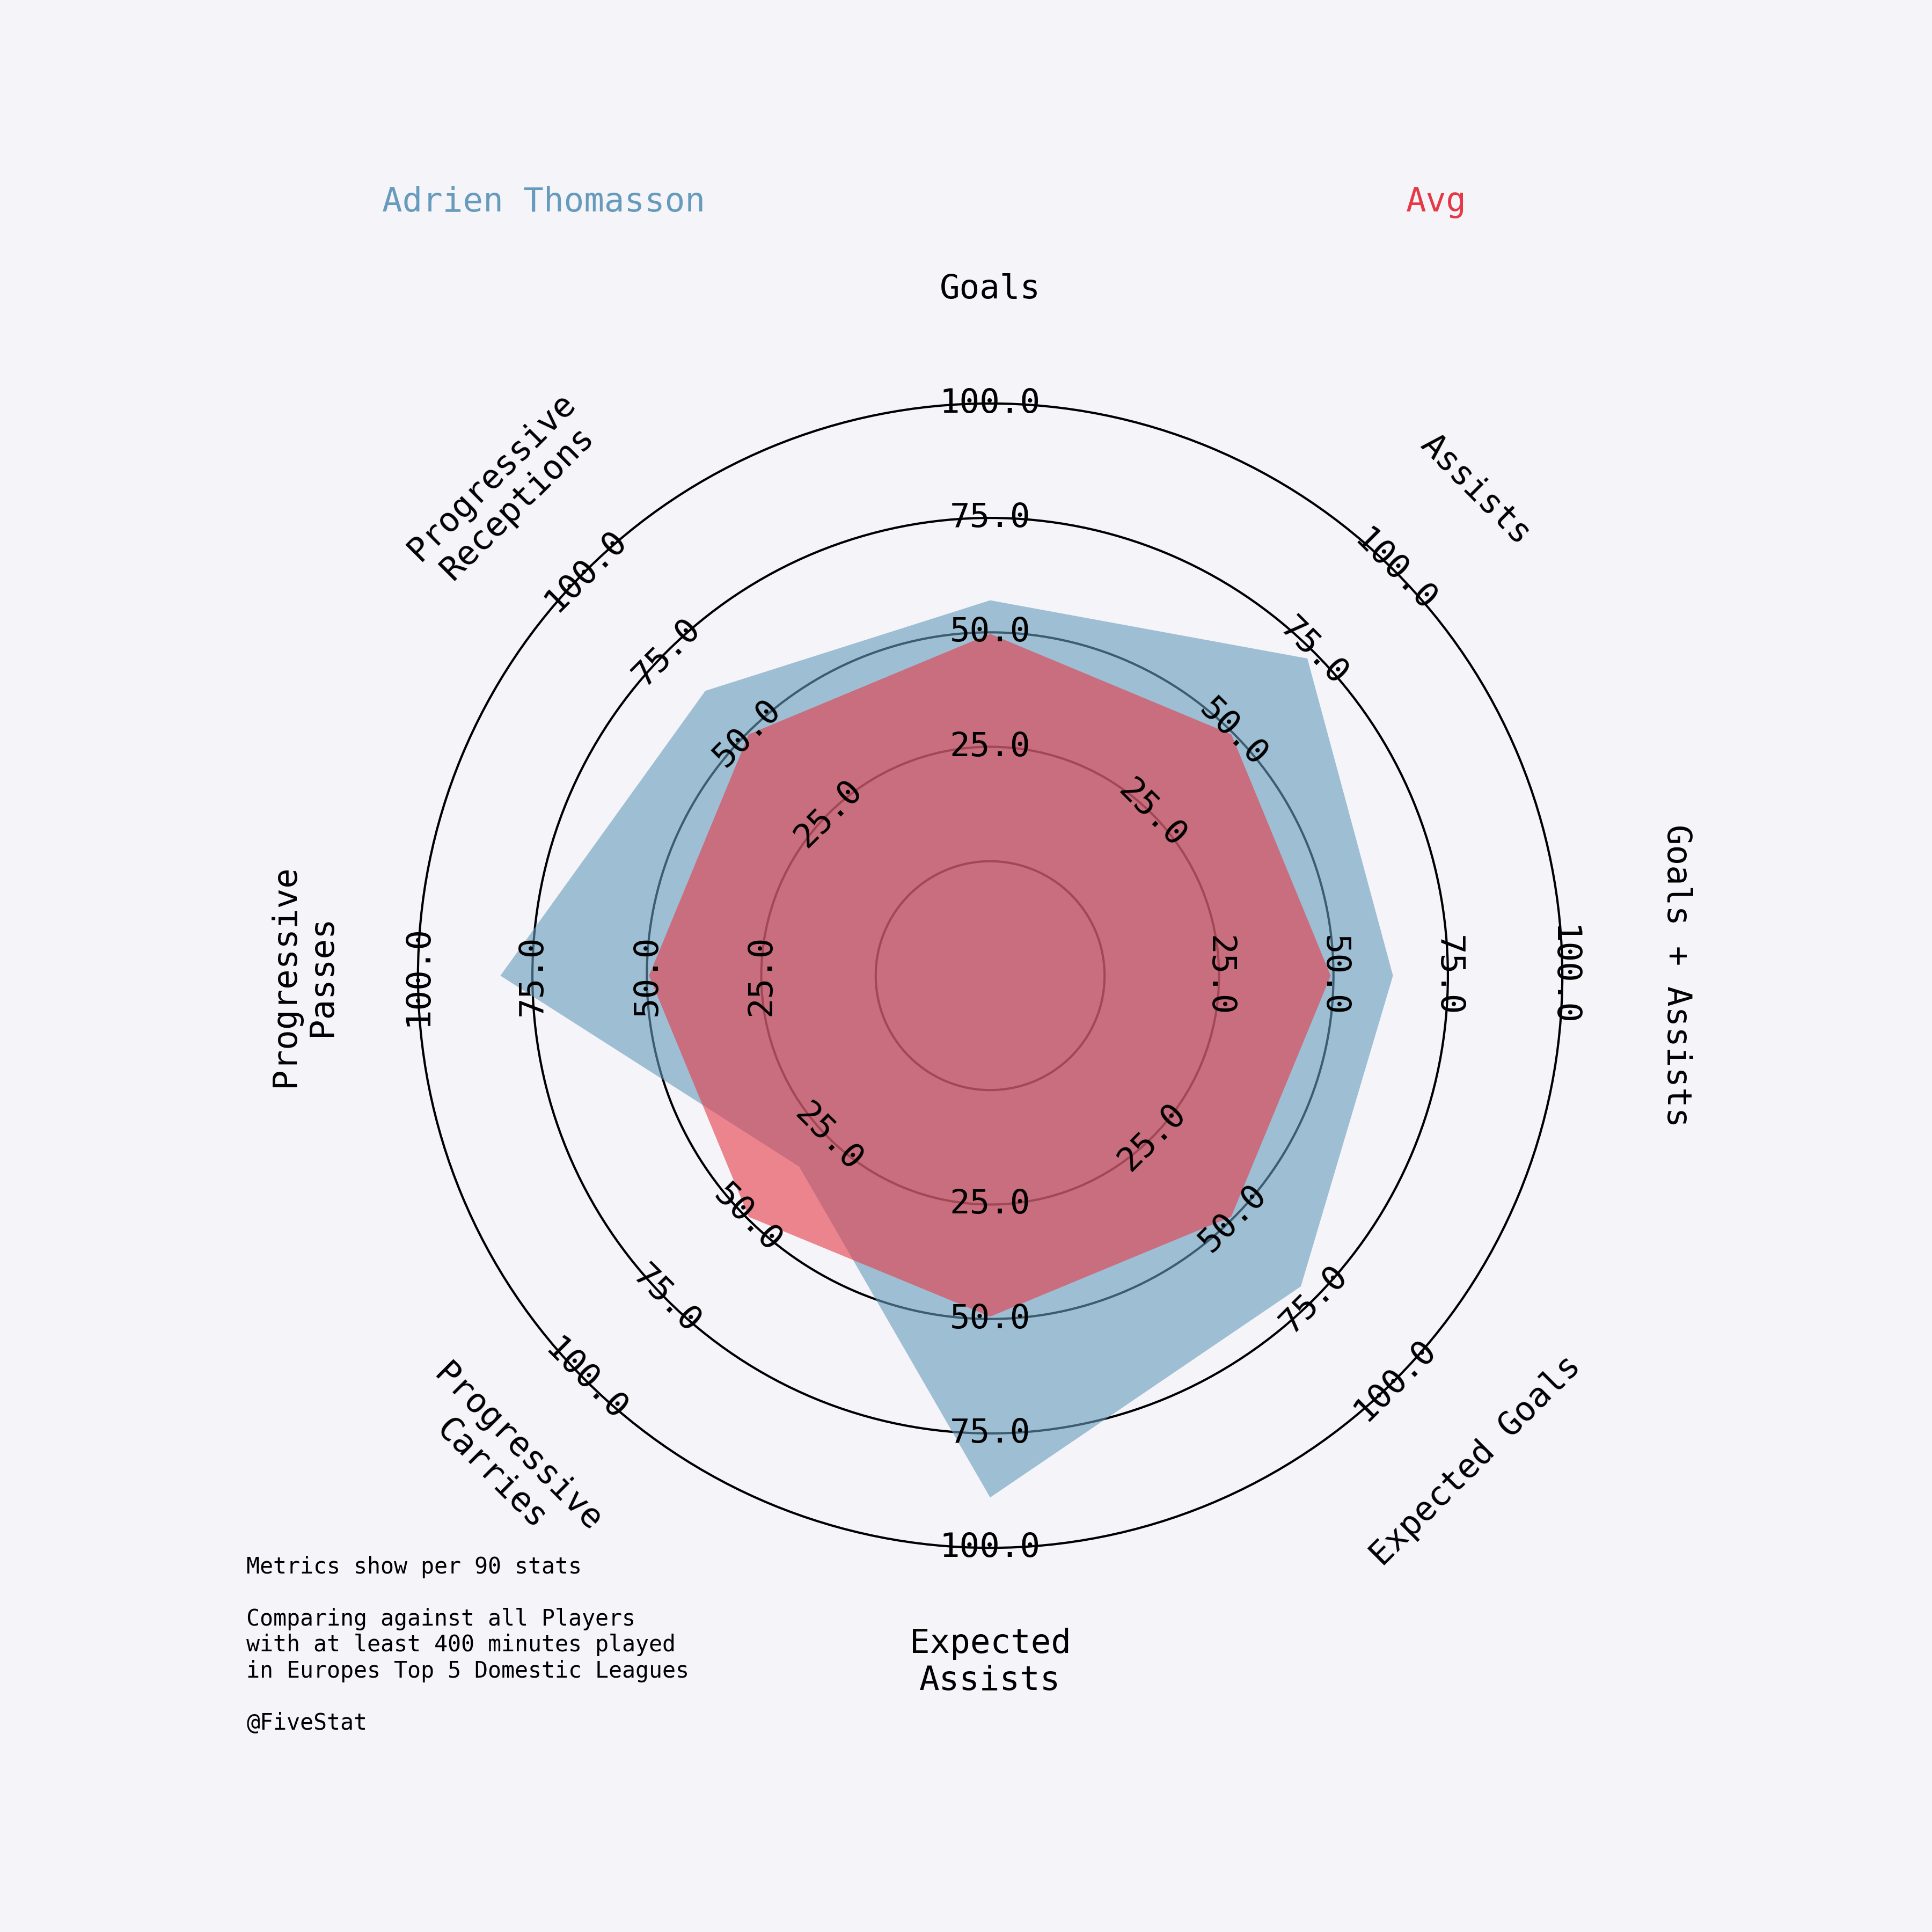 Adrien Thomasson
Avg
Goals
Assists
Goals + Assists
Expected Goals
Expected
Assists
Progressive
Carries
Progressive
Passes
Progressive
Receptions
25.0
50.0
75.0
100.0
25.0
50.0
75.0
100.0
25.0
50.0
75.0
100.0
25.0
50.0
75.0
100.0
25.0
50.0
75.0
100.0
25.0
50.0
75.0
100.0
25.0
50.0
75.0
100.0
25.0
50.0
75.0
100.0
Metrics show per 90 stats
Comparing against all Players
with at least 400 minutes played
in Europes Top 5 Domestic Leagues
@FiveStat